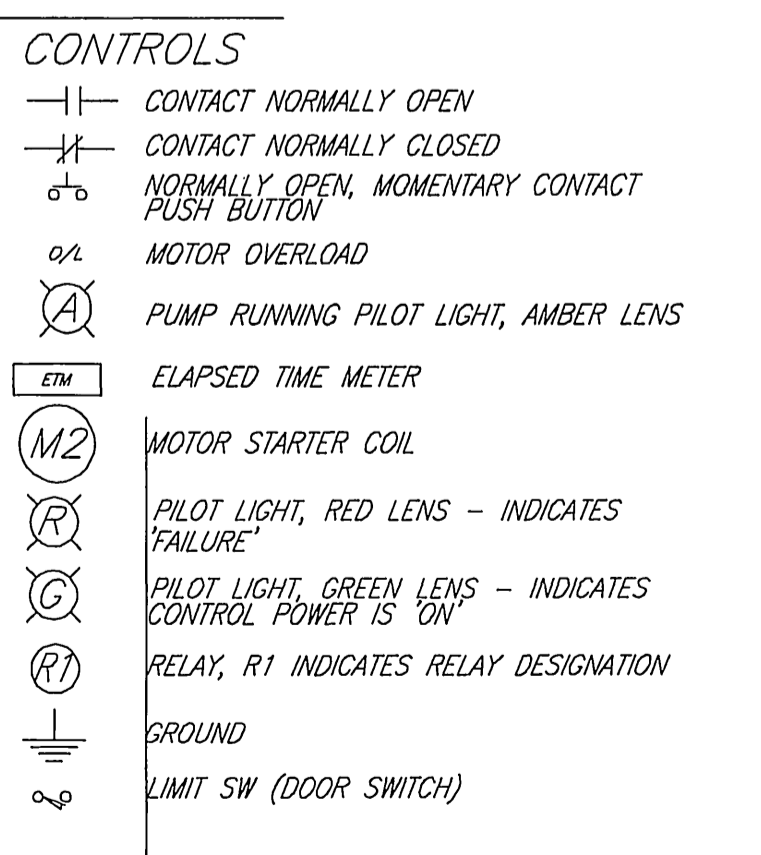 CONTROLS
CONTACT NORMALLY OPEN
CONTACT NORMALLY CLOSED
NORMALLY OPEN, MOMENTARY CONTACT
PUSH BUTTON
O/L MOTOR OVERLOAD
A PUMP RUNNING PILOT LIGHT, AMBER LENS
ETM ELAPSED TIME METER
M2 MOTOR STARTER COIL
R PILOT LIGHT, RED LENS – INDICATES
'FAILURE'
G PILOT LIGHT, GREEN LENS – INDICATES
CONTROL POWER IS 'ON'
R1 RELAY, R1 INDICATES RELAY DESIGNATION
GROUND
LIMIT SW (DOOR SWITCH)